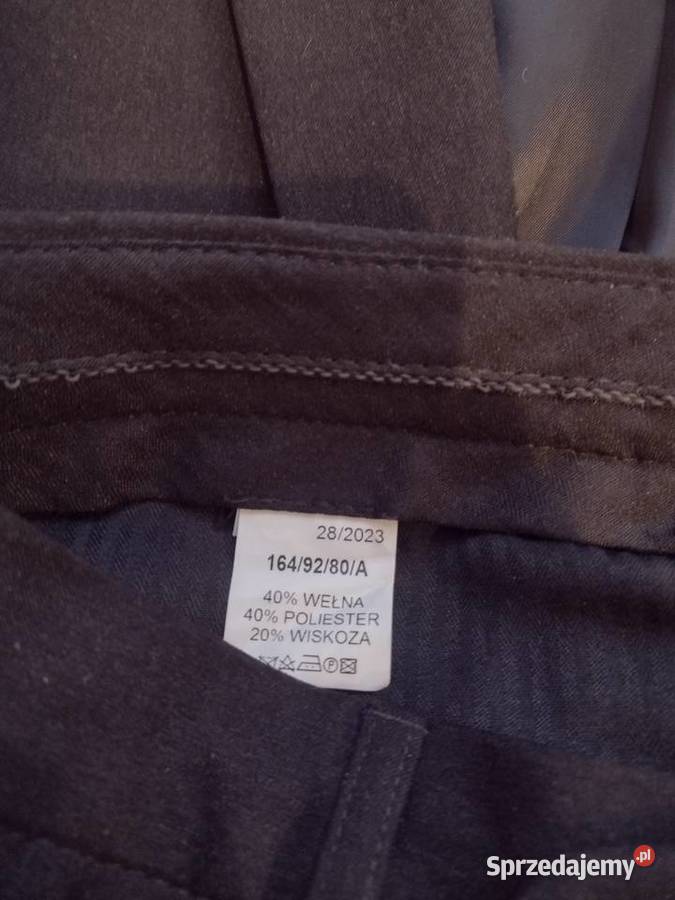 28/2023
164/92/80/A
40% WEŁNA
40% POLIESTER
20% WISKOZA
Sprzedajemy.pl